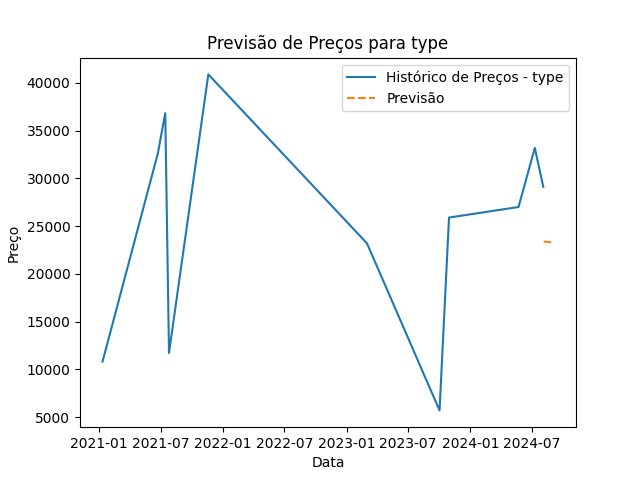 Previsão de Preços para type
Histórico de Preços - type
Previsão
40000
35000
30000
25000
20000
15000
10000
5000
Preço
2021-01 2021-07 2022-01 2022-07 2023-01 2023-07 2024-01 2024-07
Data